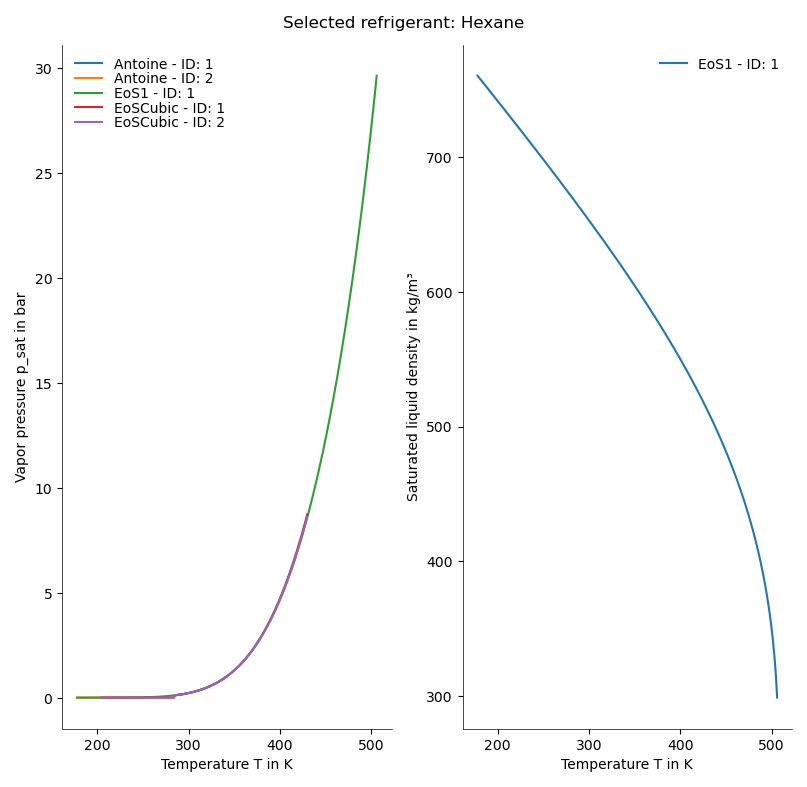 Selected refrigerant: Hexane
Antoine - ID: 1
Antoine - ID: 2
EoS1 - ID: 1
EoSCubic - ID: 1
EoSCubic - ID: 2
30
25
20
15
10
5
0
Vapor pressure p_sat in bar
200
300
400
500
Temperature T in K
EoS1 - ID: 1
700
600
500
400
300
Saturated liquid density in kg/m³
200
300
400
500
Temperature T in K